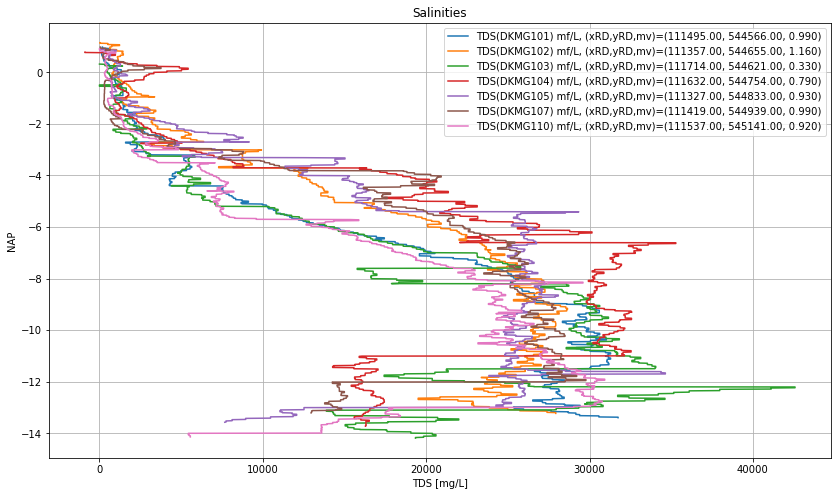 Salinities
TDS(DKMG101) mf/L, (xRD,yRD,mv)=(111495.00, 544566.00, 0.990)
TDS(DKMG102) mf/L, (xRD,yRD,mv)=(111357.00, 544655.00, 1.160)
TDS(DKMG103) mf/L, (xRD,yRD,mv)=(111714.00, 544621.00, 0.330)
TDS(DKMG104) mf/L, (xRD,yRD,mv)=(111632.00, 544754.00, 0.790)
TDS(DKMG105) mf/L, (xRD,yRD,mv)=(111327.00, 544833.00, 0.930)
TDS(DKMG107) mf/L, (xRD,yRD,mv)=(111419.00, 544939.00, 0.990)
TDS(DKMG110) mf/L, (xRD,yRD,mv)=(111537.00, 545141.00, 0.920)
0
−2
−4
−6
−8
−10
−12
−14
NAP
0
10000
20000
30000
40000
TDS [mg/L]